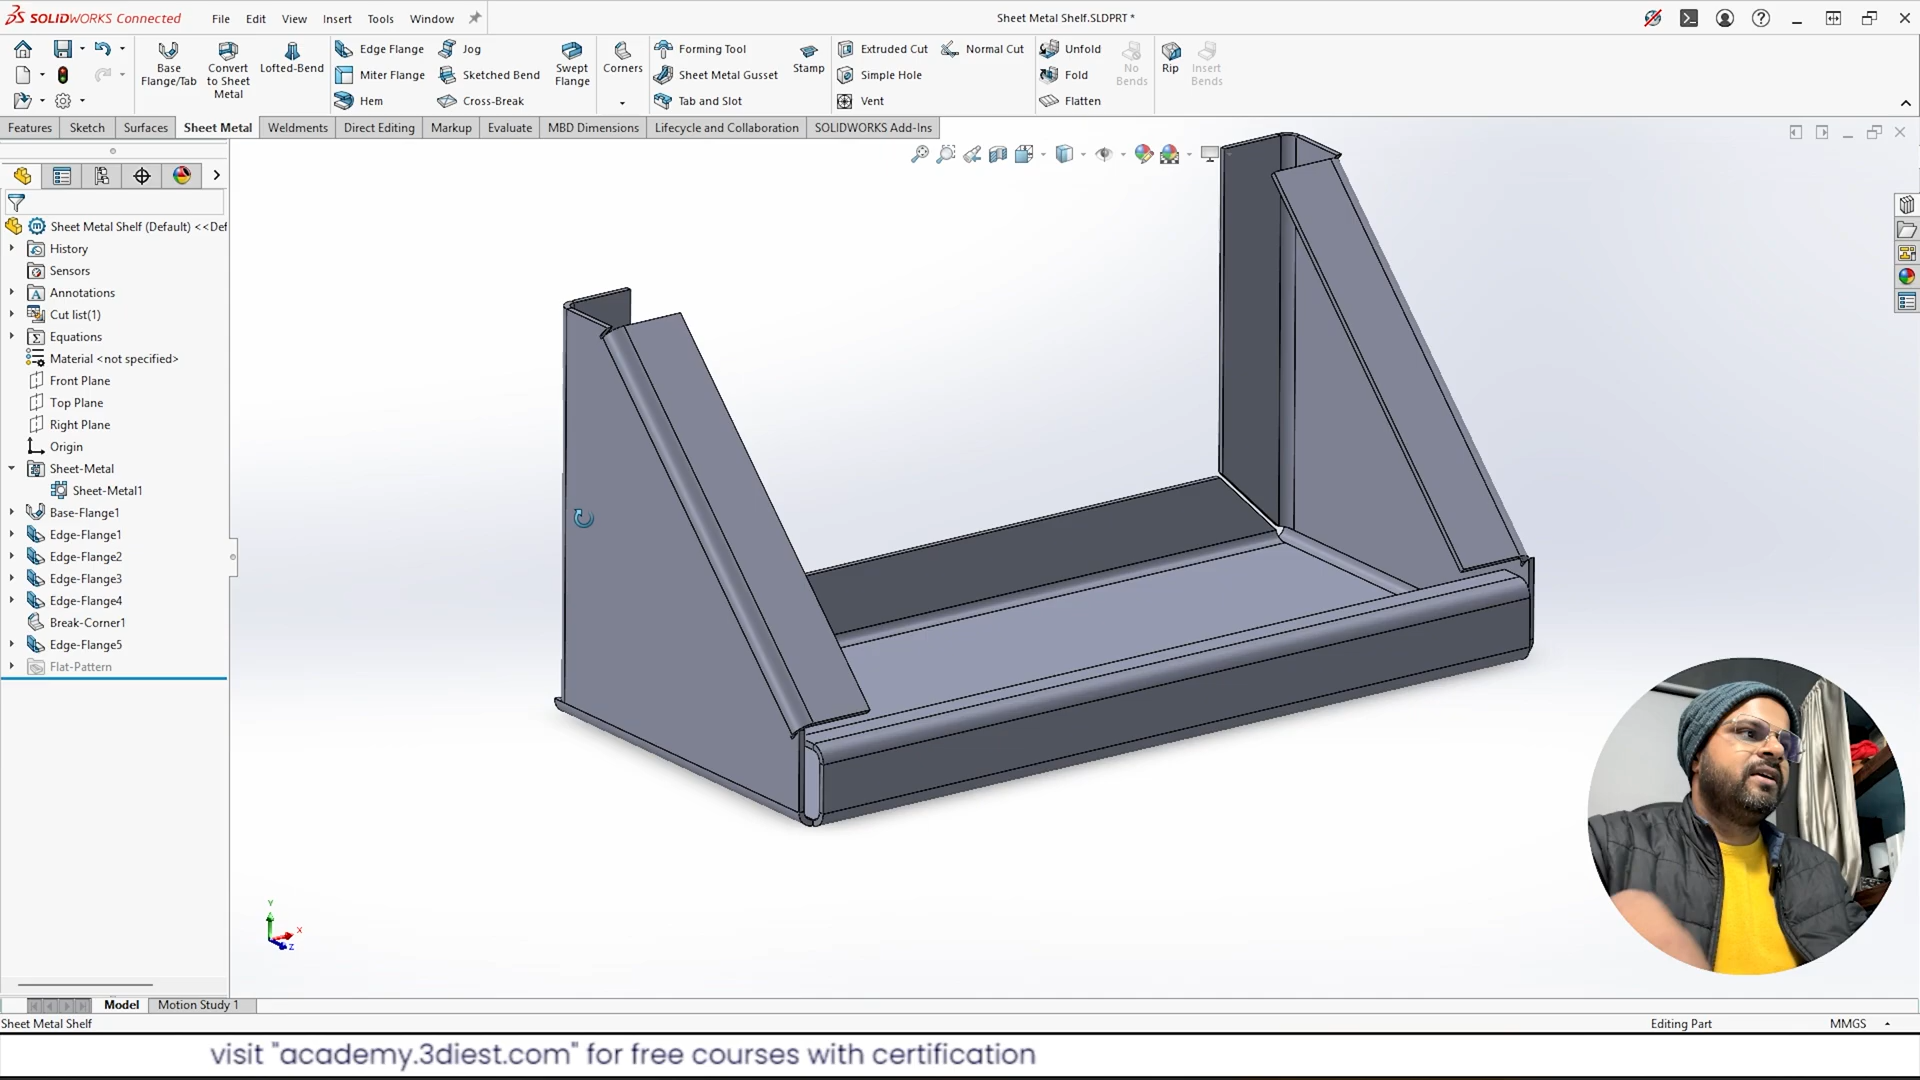 SOLIDWORKS Connected
File Edit View Insert Tools Window
Sheet Metal Shelf.SLDPRT *
Base Flange/Tab
Convert to Sheet Metal
Lofted-Bend
Edge Flange
Miter Flange
Hem
Jog
Sketched Bend
Cross-Break
Swept Flange
Corners
Forming Tool
Sheet Metal Gusset
Tab and Slot
Stamp
Extruded Cut
Simple Hole
Vent
Normal Cut
Unfold
Fold
Flatten
No Bends
Rip
Insert Bends
Features Sketch Surfaces Sheet Metal Weldments Direct Editing Markup Evaluate MBD Dimensions Lifecycle and Collaboration SOLIDWORKS Add-Ins
Sheet Metal Shelf (Default) <<Def
History
Sensors
Annotations
Cut list(1)
Equations
Material <not specified>
Front Plane
Top Plane
Right Plane
Origin
Sheet-Metal
Sheet-Metal1
Base-Flange1
Edge-Flange1
Edge-Flange2
Edge-Flange3
Edge-Flange4
Break-Corner1
Edge-Flange5
Flat-Pattern
Y
X
Z
Model Motion Study 1
Sheet Metal Shelf Editing Part MMGS
visit "academy.3diest.com" for free courses with certification